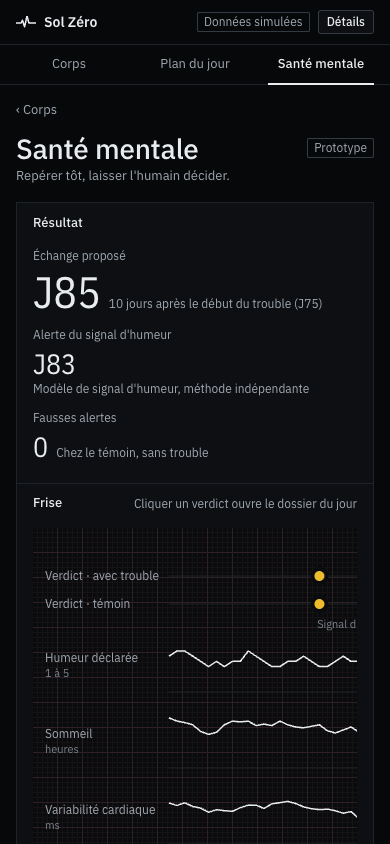 Sol Zéro
Données simulées
Détails
Corps
Plan du jour
Santé mentale
‹ Corps
Santé mentale
Prototype
Repérer tôt, laisser l'humain décider.
Résultat
Échange proposé
J85 10 jours après le début du trouble (J75)
Alerte du signal d'humeur
J83
Modèle de signal d'humeur, méthode indépendante
Fausses alertes
0 Chez le témoin, sans trouble
Frise
Cliquer un verdict ouvre le dossier du jour
Verdict · avec trouble
Verdict · témoin
Signal d
Humeur déclarée
1 à 5
Sommeil
heures
Variabilité cardiaque
ms